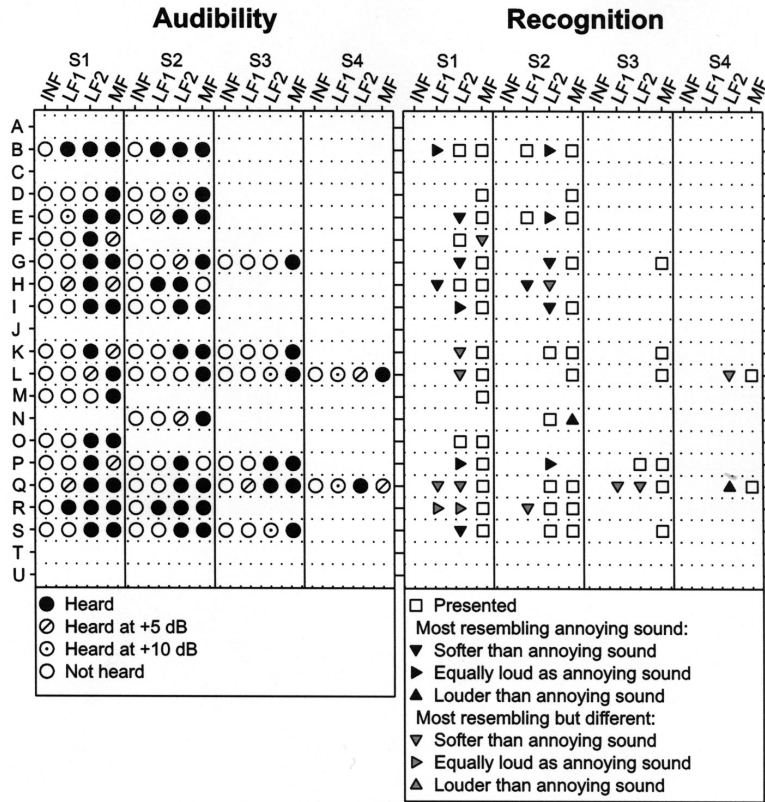 Audibility Recognition
S1 S2 S3 S4 S1 S2 S3 S4
INF LF1 LF2 MF INF LF1 LF2 MF INF LF1 LF2 MF INF LF1 LF2 MF INF LF1 LF2 MF INF LF1 LF2 MF INF LF1 LF2 MF INF LF1 LF2 MF
A
B
C
D
E
F
G
H
I
J
K
L
M
N
O
P
Q
R
S
T
U
Heard
Heard at +5 dB
Heard at +10 dB
Not heard
Presented
Most resembling annoying sound:
Softer than annoying sound
Equally loud as annoying sound
Louder than annoying sound
Most resembling but different:
Softer than annoying sound
Equally loud as annoying sound
Louder than annoying sound